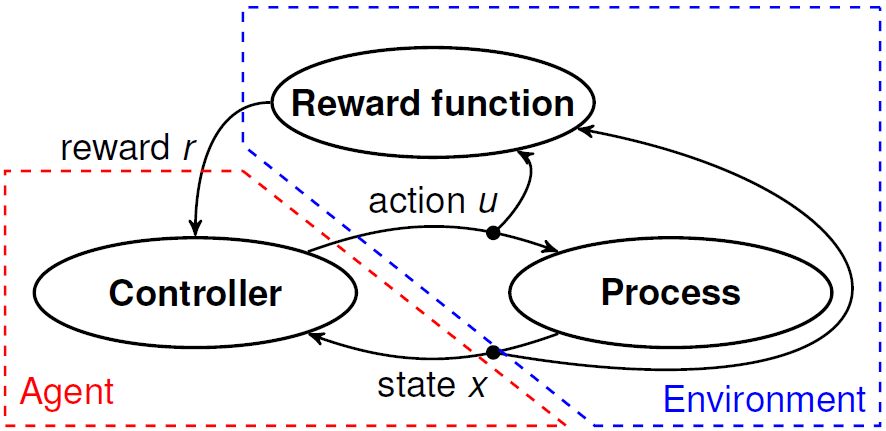 Reward function
reward r
action u
Controller
Process
state x
Agent
Environment